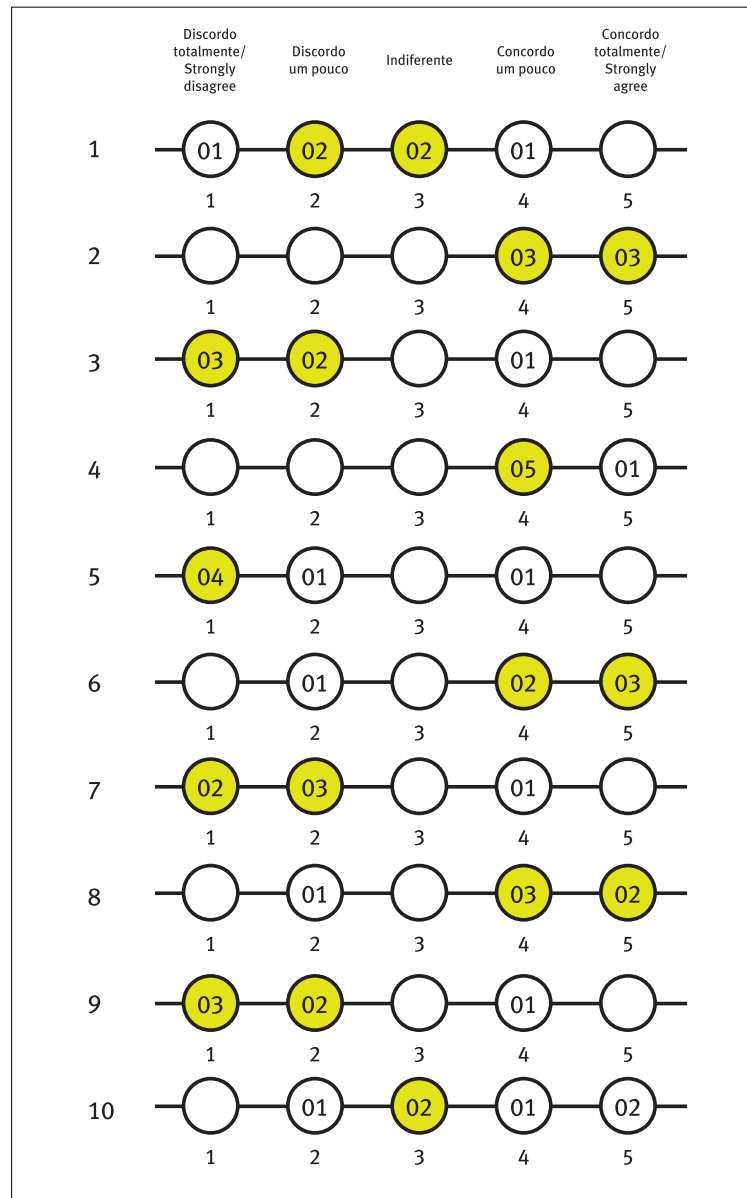 Discordo totalmente/ Strongly disagree
Discordo um pouco
Indiferente
Concordo um pouco
Concordo totalmente/ Strongly agree
1 01 02 02 01
1 2 3 4 5
2 03 03
1 2 3 4 5
3 03 02 01
1 2 3 4 5
4 05 01
1 2 3 4 5
5 04 01 01
1 2 3 4 5
6 01 02 03
1 2 3 4 5
7 02 03 01
1 2 3 4 5
8 01 03 02
1 2 3 4 5
9 03 02 01
1 2 3 4 5
10 01 02 01 02
1 2 3 4 5